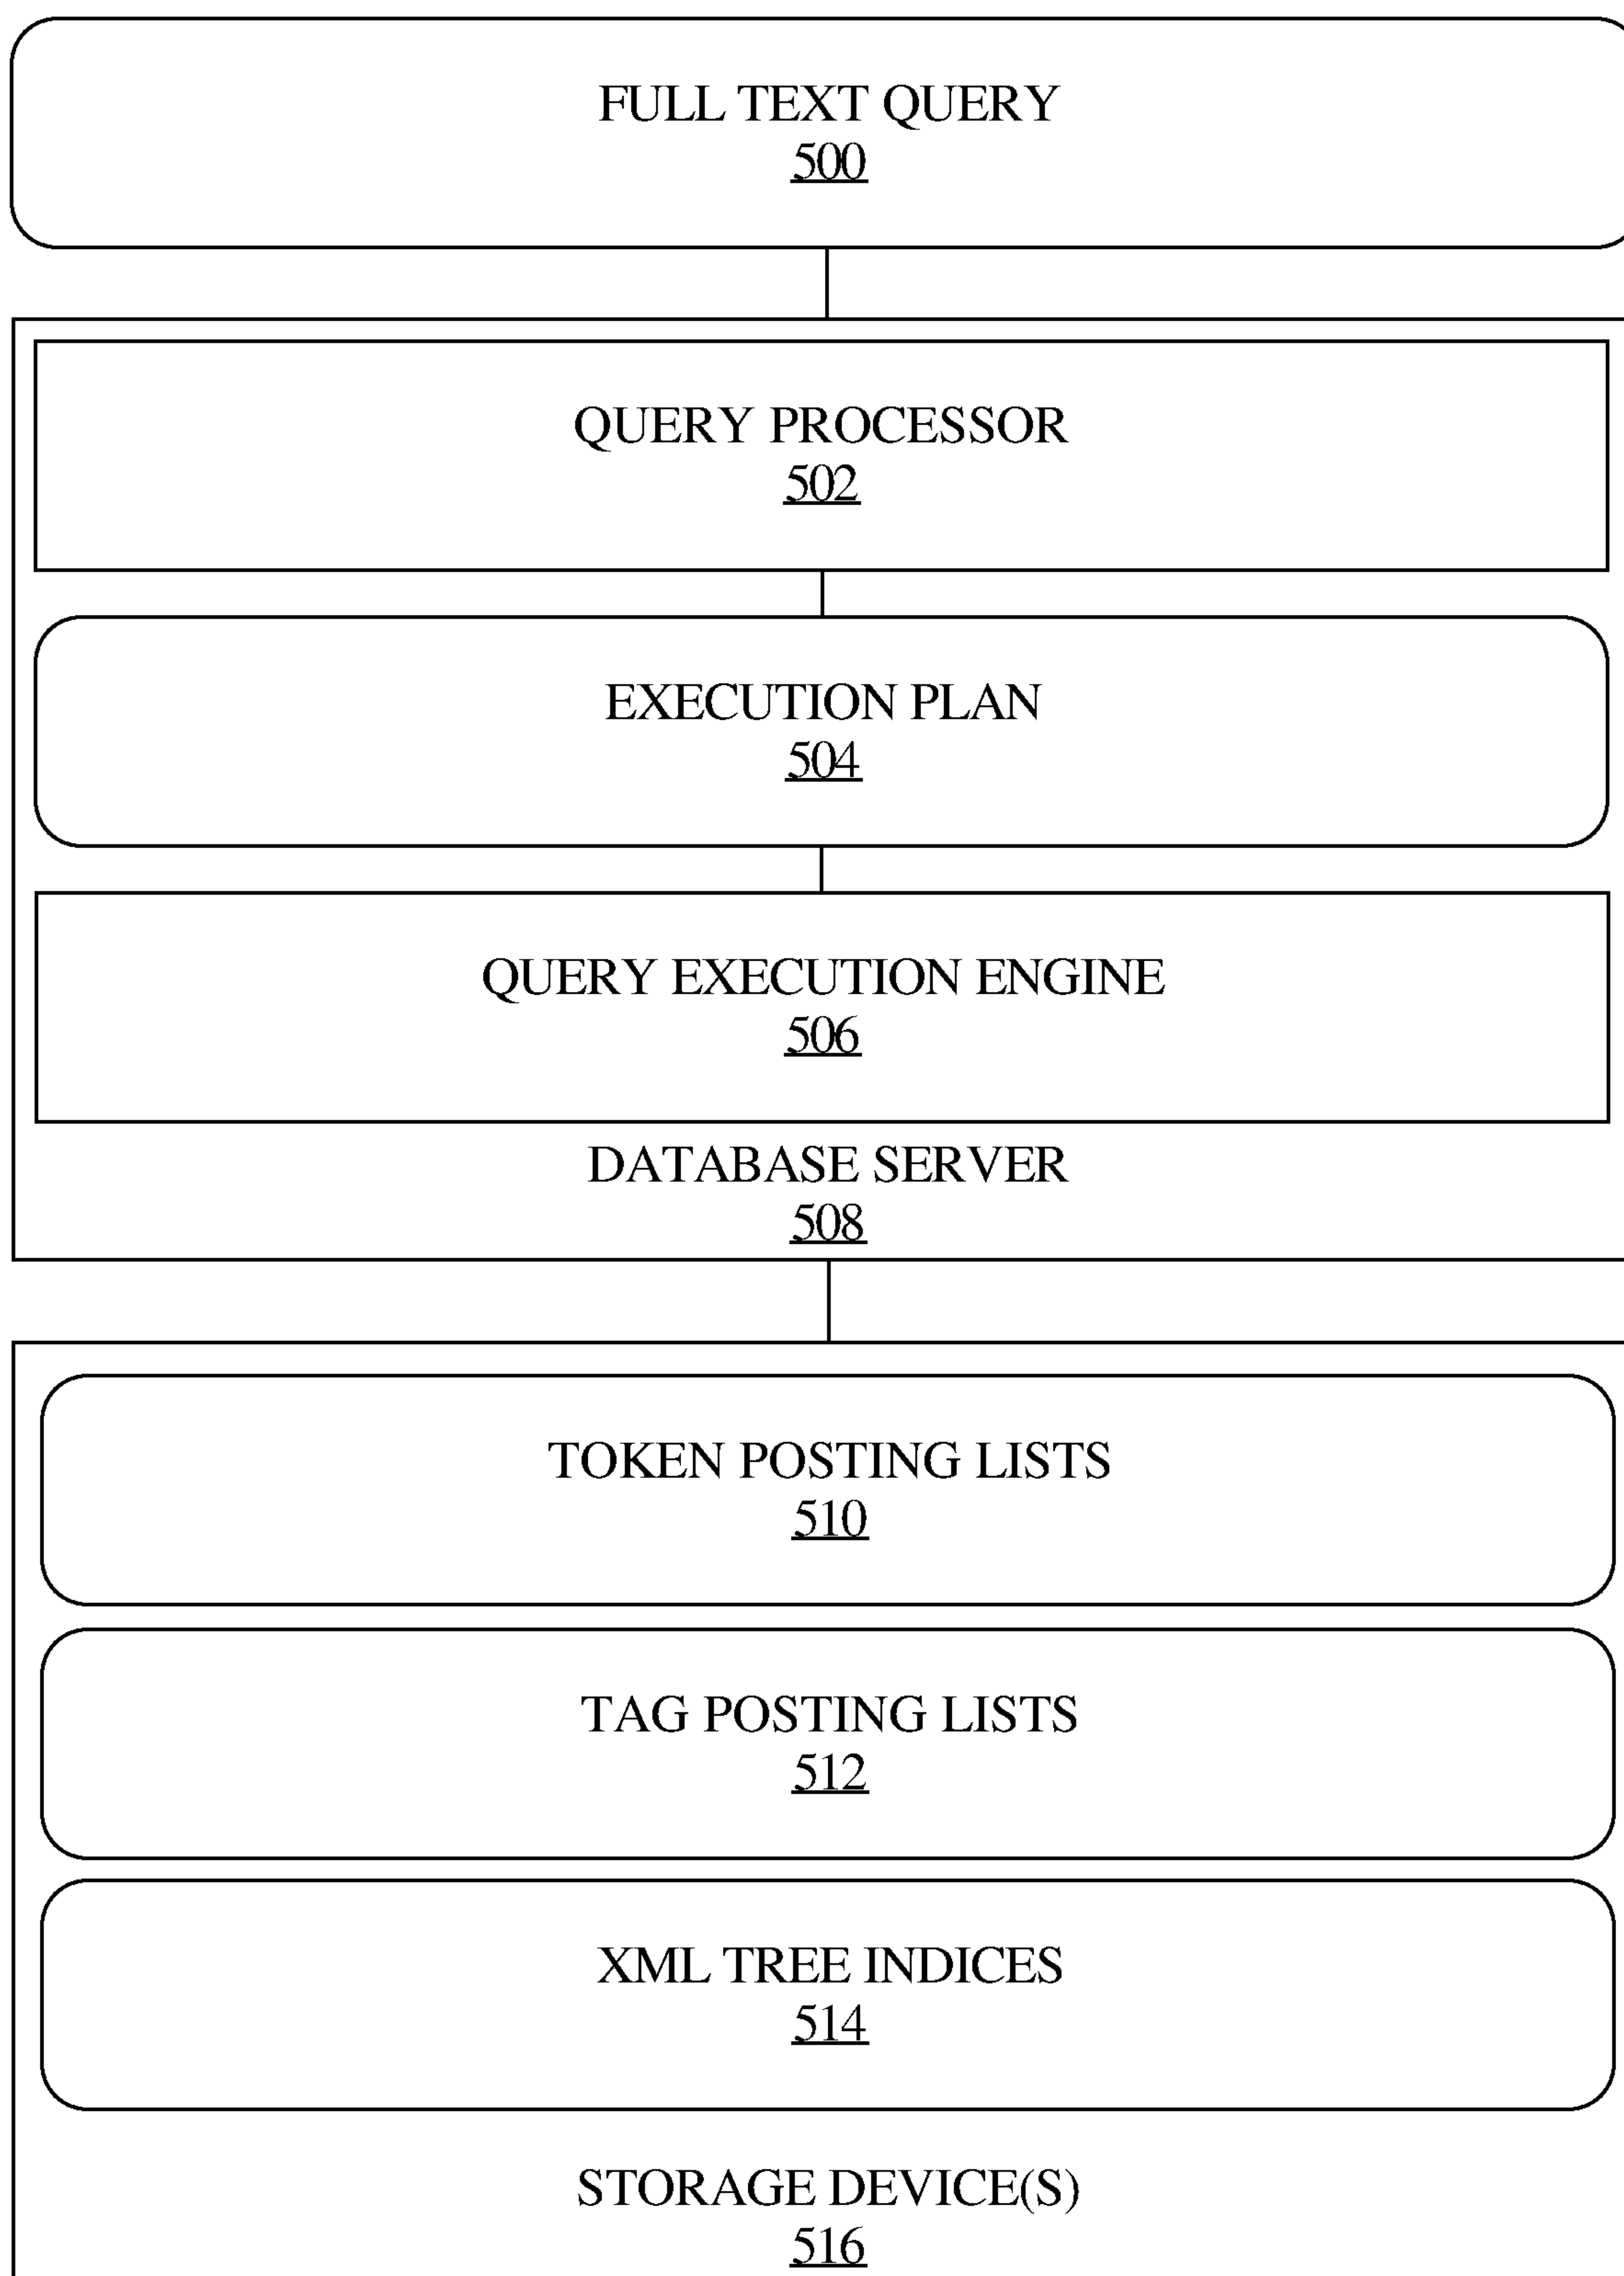 FULL TEXT QUERY
500
QUERY PROCESSOR
502
EXECUTION PLAN
504
QUERY EXECUTION ENGINE
506
DATABASE SERVER
508
TOKEN POSTING LISTS
510
TAG POSTING LISTS
512
XML TREE INDICES
514
STORAGE DEVICE(S)
516